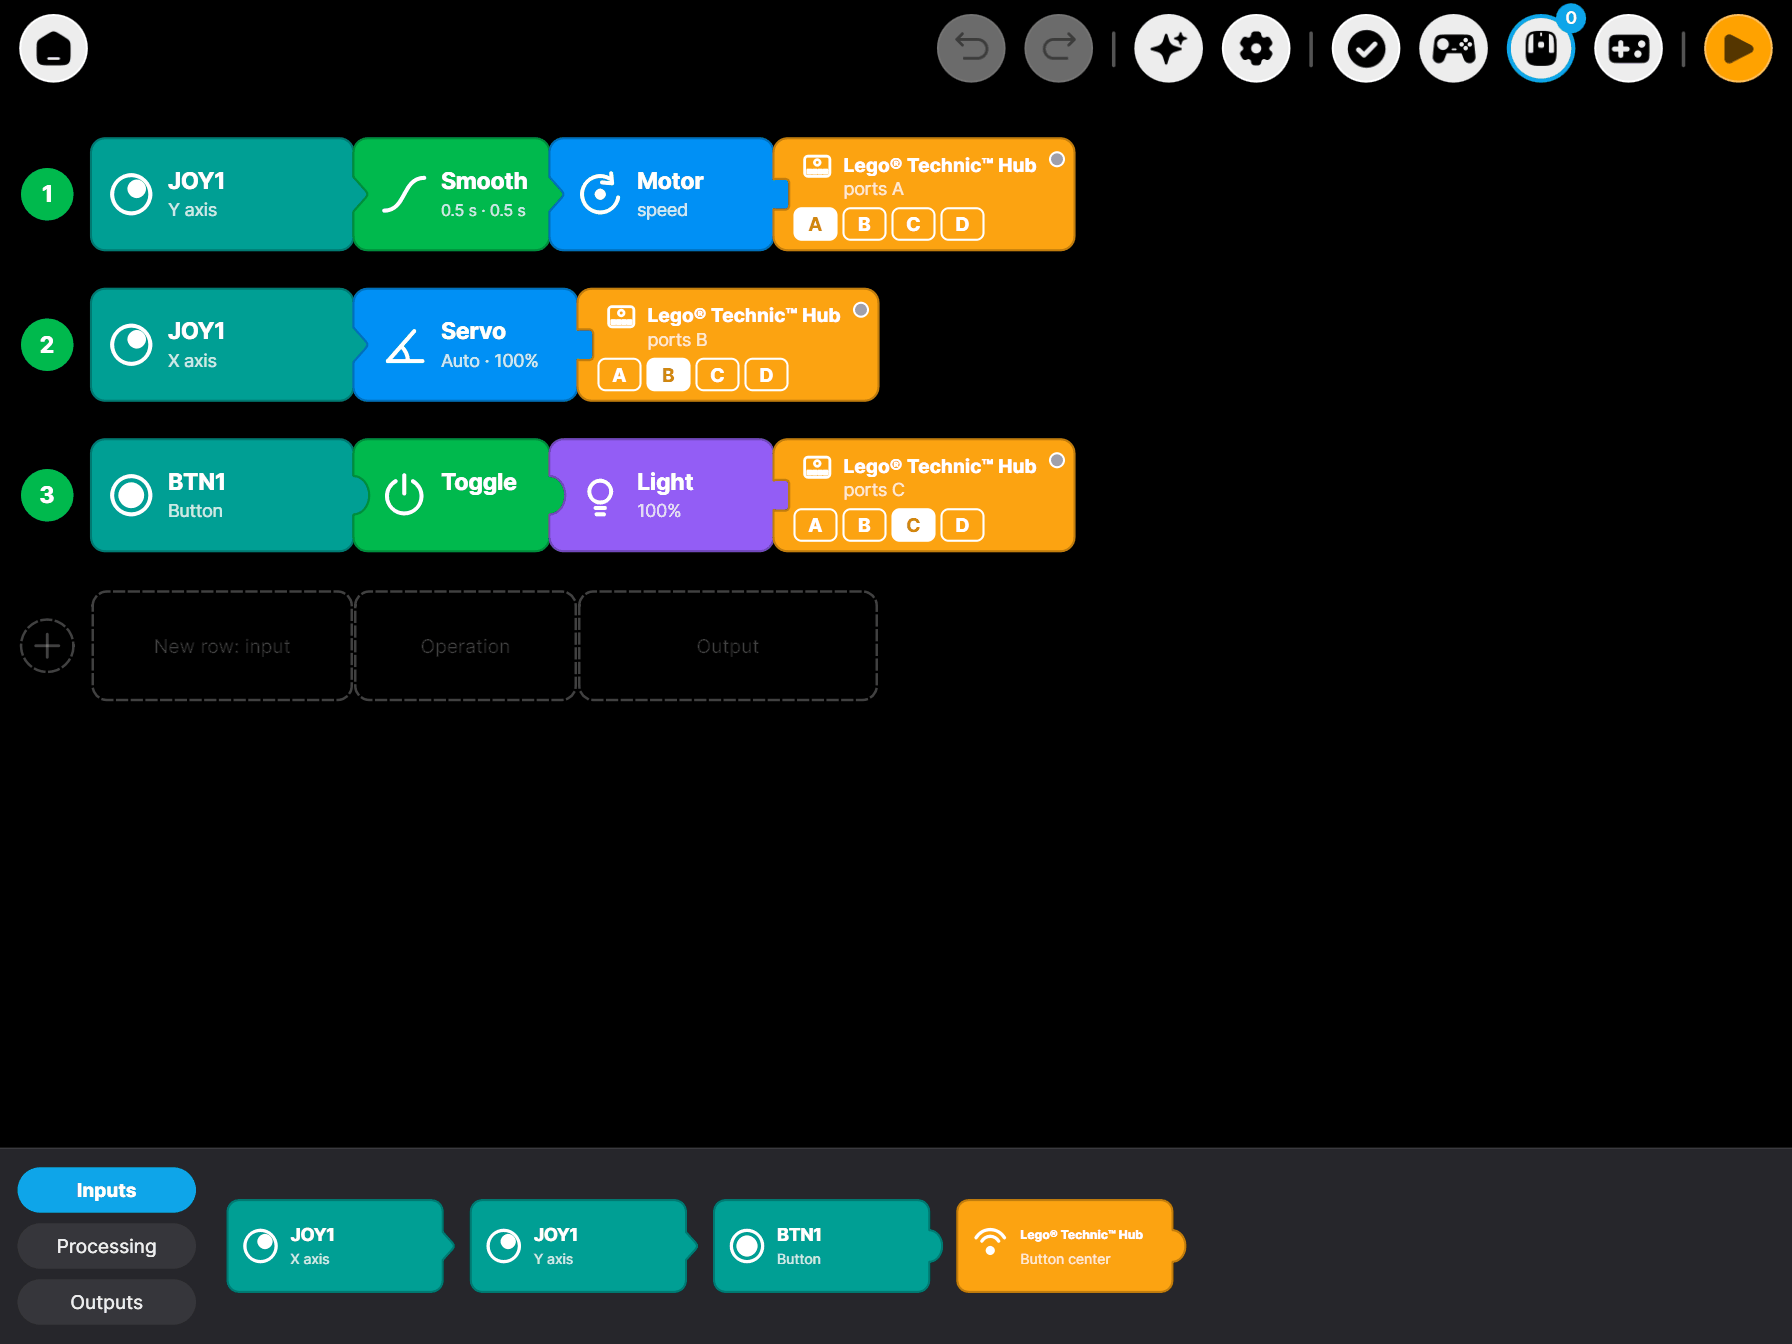 0
1
JOY1
Y axis
Smooth
0.5 s · 0.5 s
Motor
speed
Lego® Technic™ Hub
ports A
A B C D
2
JOY1
X axis
Servo
Auto · 100%
Lego® Technic™ Hub
ports B
A B C D
3
BTN1
Button
Toggle
Light
100%
Lego® Technic™ Hub
ports C
A B C D
New row: input
Operation
Output
Inputs
Processing
Outputs
JOY1
X axis
JOY1
Y axis
BTN1
Button
Lego® Technic™ Hub
Button center